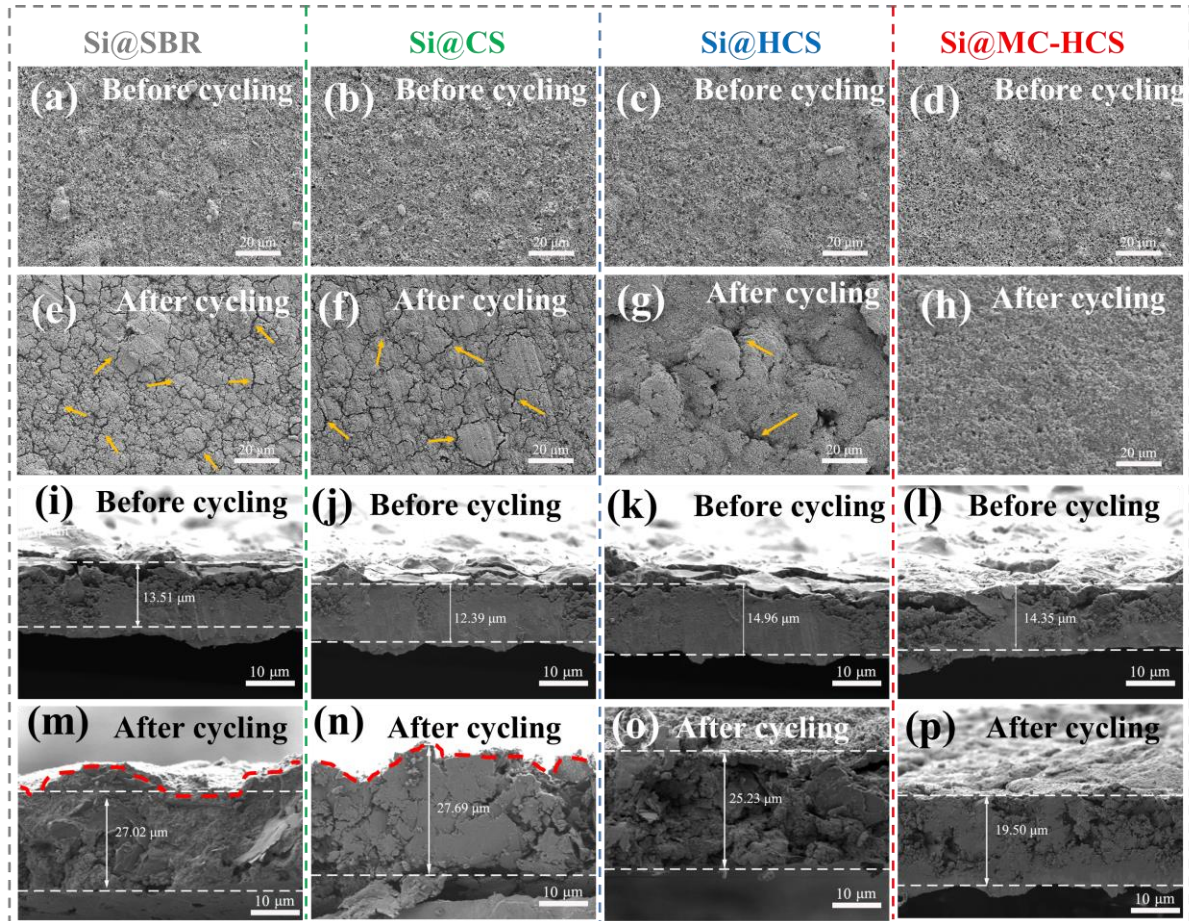 Si@SBR
Si@CS
Si@HCS
Si@MC-HCS
(a) Before cycling
20 μm
(b) Before cycling
20 μm
(c) Before cycling
20 μm
(d) Before cycling
20 μm
(e) After cycling
20 μm
(f) After cycling
20 μm
(g) After cycling
20 μm
(h) After cycling
20 μm
(i) Before cycling
13.51 μm
10 μm
(j) Before cycling
12.39 μm
10 μm
(k) Before cycling
14.96 μm
10 μm
(l) Before cycling
14.35 μm
10 μm
(m) After cycling
27.02 μm
10 μm
(n) After cycling
27.69 μm
10 μm
(o) After cycling
25.23 μm
10 μm
(p) After cycling
19.50 μm
10 μm